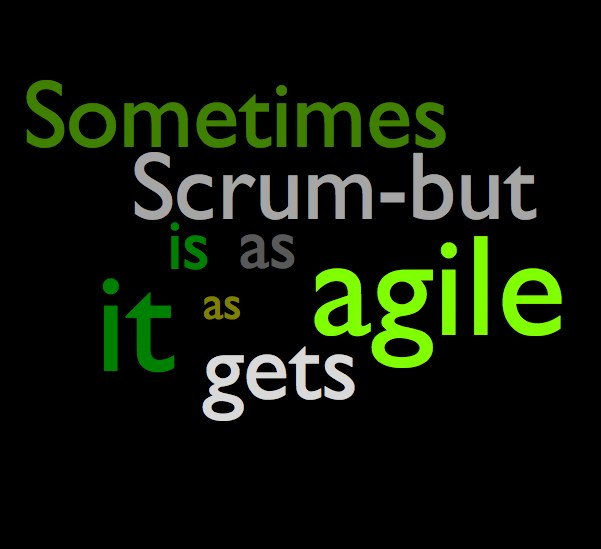 Sometimes
Scrum-but
is as agile
as it gets